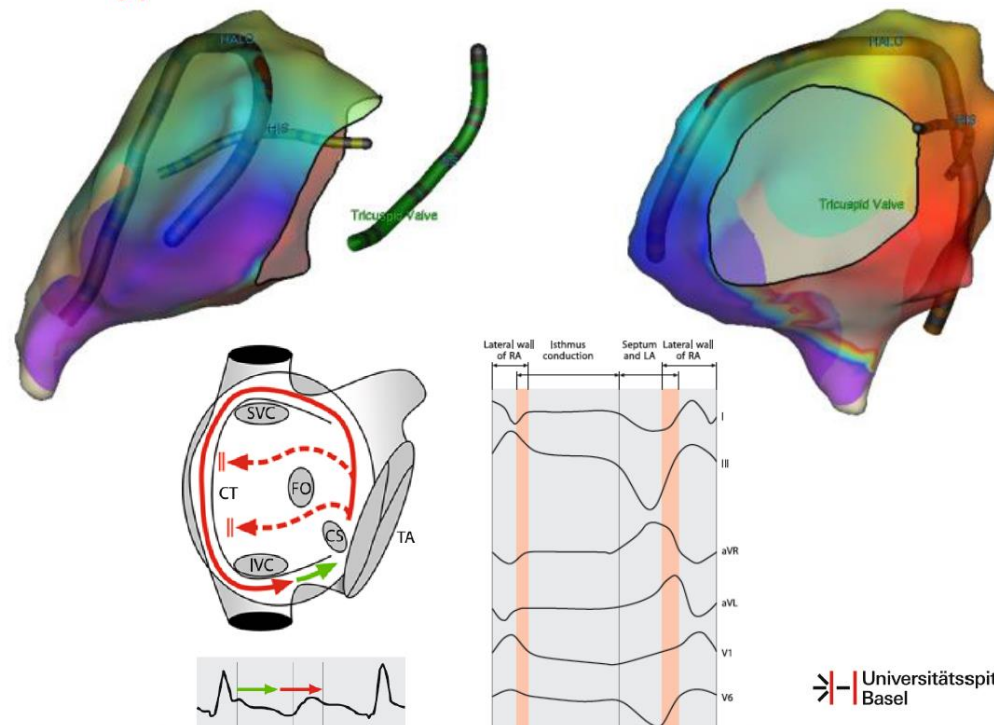 HALO
HIS
Tricuspid Valve
HALO
HIS
Tricuspid Valve
Lateral wall of RA
Isthmus conduction
Septum and LA
Lateral wall of RA
SVC
CT
FO
CS
TA
IVC
I
III
aVR
aVL
V1
V6
Universitätsspit
Basel